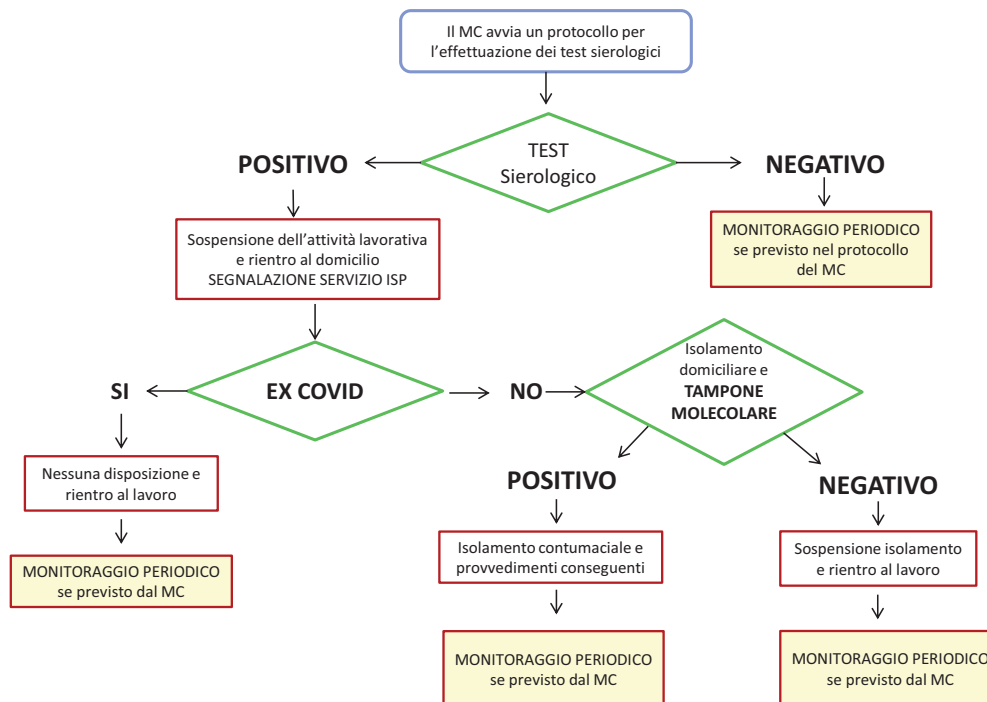 Il MC avvia un protocollo per
l'effettuazione dei test sierologici
TEST
Sierologico
POSITIVO
NEGATIVO
Sospensione dell'attività lavorativa
e rientro al domicilio
SEGNALAZIONE SERVIZIO ISP
MONITORAGGIO PERIODICO
se previsto nel protocollo
del MC
EX COVID
SI
NO
Isolamento
domiciliare e
TAMPONE
MOLECOLARE
Nessuna disposizione e
rientro al lavoro
MONITORAGGIO PERIODICO
se previsto dal MC
POSITIVO
NEGATIVO
Isolamento contumaciale e
provvedimenti conseguenti
Sospensione isolamento
e rientro al lavoro
MONITORAGGIO PERIODICO
se previsto dal MC
MONITORAGGIO PERIODICO
se previsto dal MC